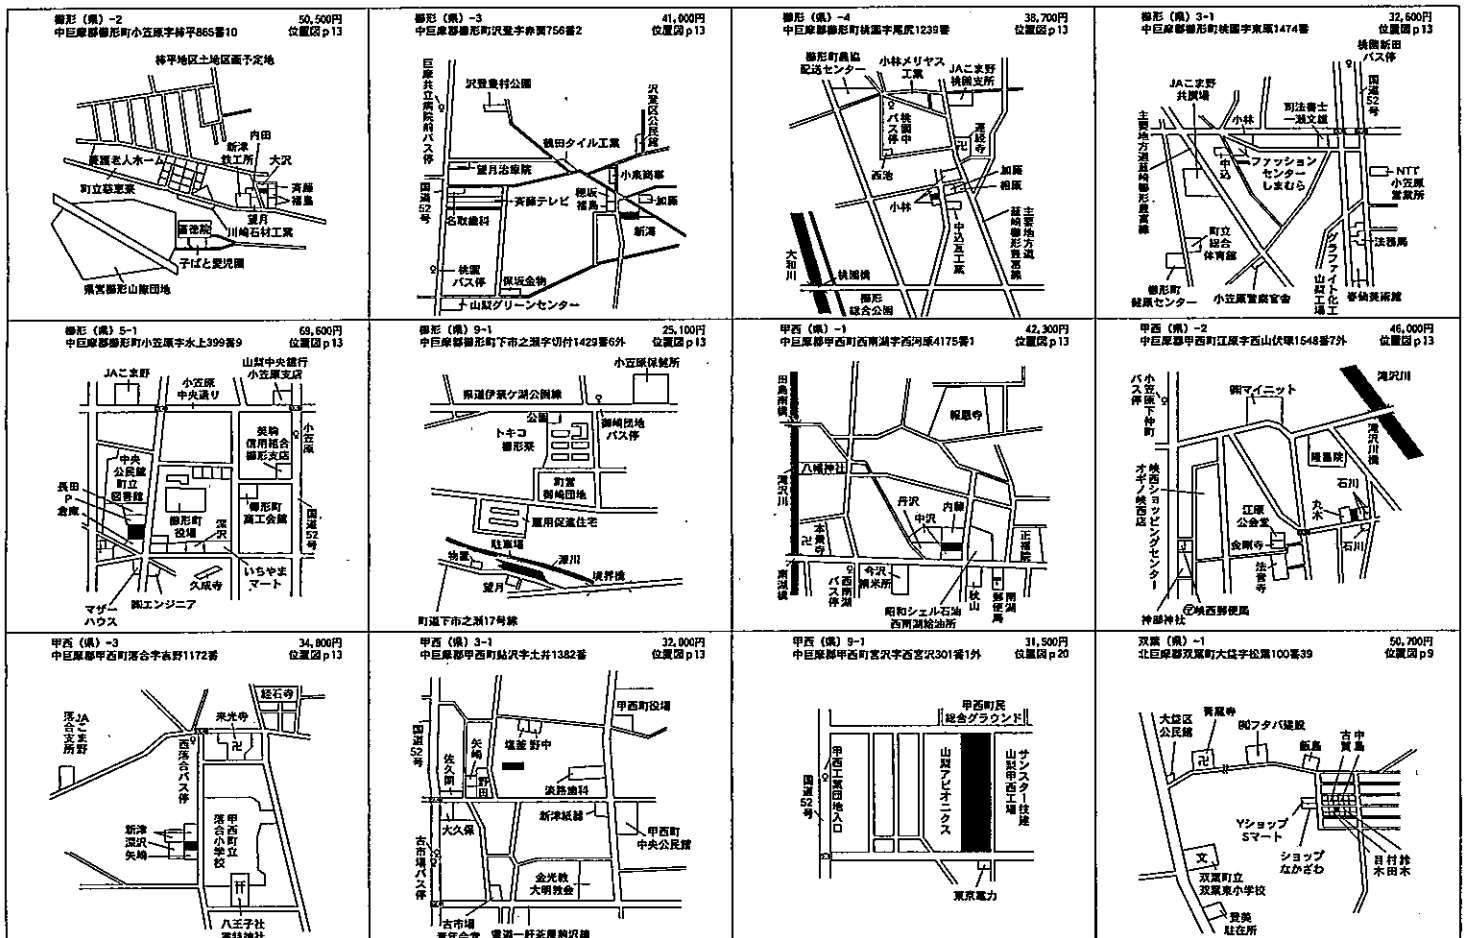 櫛形（県）-2　50,500円
中巨摩郡櫛形町小笠原字柿平865番10　位置図p13
柿平地区土地区画予定地
内田
新津
鉄工所
大沢
養護老人ホーム
町立慈恵寮
斉藤
福島
望月
川崎石材工業
子ばと愛児園
県営櫛形山際団地
櫛形（県）-3　41,000円
中巨摩郡櫛形町沢登字赤面756番2　位置図p13
巨摩共立病院前バス停
沢登農村公園
沢登区公民館
鶴田タイル工業
望月治療院
小泉商事
穂坂
福島
加藤
国道52号
斉藤テレビ
名取歯科
新海
桃園
バス停
保坂金物
山梨グリーンセンター
櫛形（県）-4　38,700円
中巨摩郡櫛形町桃園字尾尻1239番　位置図p13
櫛形町農協
配送センター
小林メリヤス
工業
JAこま野
桃園支所
桃園中
バス停
西池
加藤
相原
小林
中込瓦工業
主要地方道
韮崎櫛形豊富線
大和川
桃園橋
櫛形
総合公園
櫛形（県）3-1　32,600円
中巨摩郡櫛形町桃園字東原1474番　位置図p13
桃園新田
バス停
国道52号
JAこま野
共選場
司法書士
一瀬文雄
小林
主要地方道韮崎櫛形豊富線
中込
ファッション
センター
しまむら
NTT
小笠原
営業所
町立
総合
体育館
法務局
グラファイト化工
山梨工場
櫛形町
健康センター
小笠原警察官舎
春仙美術館
櫛形（県）5-1　69,600円
中巨摩郡櫛形町小笠原字水上399番9　位置図p13
JAこま野
小笠原
中央通り
山梨中央銀行
小笠原支店
小笠原
英駒
信用組合
櫛形支店
中央
公民館
町立
図書館
長田
P
倉庫
櫛形町
役場
深沢
櫛形町
商工会館
国道52号
いちやま
マート
久成寺
㈱エンジニア
マザー
ハウス
櫛形（県）9-1　25,100円
中巨摩郡櫛形町下市之瀬字切付1429番6外　位置図p13
小笠原保健所
県道伊奈ケ湖公園線
公園
トキコ
櫛形寮
御崎団地
バス停
町営
御崎団地
雇用促進住宅
駐車場
物置
深川
境界橋
望月
町道下市之瀬17号線
甲西（県）-1　42,300円
中巨摩郡甲西町西南湖字西河原4175番1　位置図p13
田島南橋
報恩寺
八幡神社
滝沢川
丹沢
中沢
内藤
本乗寺
正福院
南湖橋
西南湖
バス停
今沢
精米所
昭和シェル石油
西南湖給油所
秋山
南湖
郵便局
甲西（県）-2　46,000円
中巨摩郡甲西町江原字西山伏塚1548番7外　位置図p13
小笠原下仲町
バス停
㈱マイニット
滝沢川
滝沢川橋
隆昌院
石川
峡西ショッピングセンター
オギノ峡西店
江原
公会堂
丸木
金剛寺
石川
法音寺
〒峡西郵便局
神部神社
甲西（県）-3　34,800円
中巨摩郡甲西町落合字吉野1172番　位置図p13
経石寺
JAこま野
落合支所
来光寺
西落合バス停
新津
深沢
矢崎
甲西町立
落合小学校
八王子社
甲西（県）3-1　32,000円
中巨摩郡甲西町鮎沢字土井1382番　位置図p13
甲西町役場
国道52号
矢崎
塩釜 野中
佐久間
野田
淡路歯科
大久保
新津紙器
甲西町
中央公民館
古市場バス停
金光教
大明教会
古市場
甲西（県）9-1　31,500円
中巨摩郡甲西町宮沢字西宮沢301番1外　位置図p20
甲西町民
総合グラウンド
甲西工業団地入口
国道52号
山梨アビオニクス
サンスター技建
山梨甲西工場
東京電力
双葉（県）-1　50,700円
北巨摩郡双葉町大垈字松葉100番39　位置図p9
大垈区
公民館
㈲フタバ建設
飯島
古賀
中島
Yショップ
Sマート
ショップ
なかざわ
目木
村田
鈴木
双葉町立
双葉東小学校
登美
駐在所